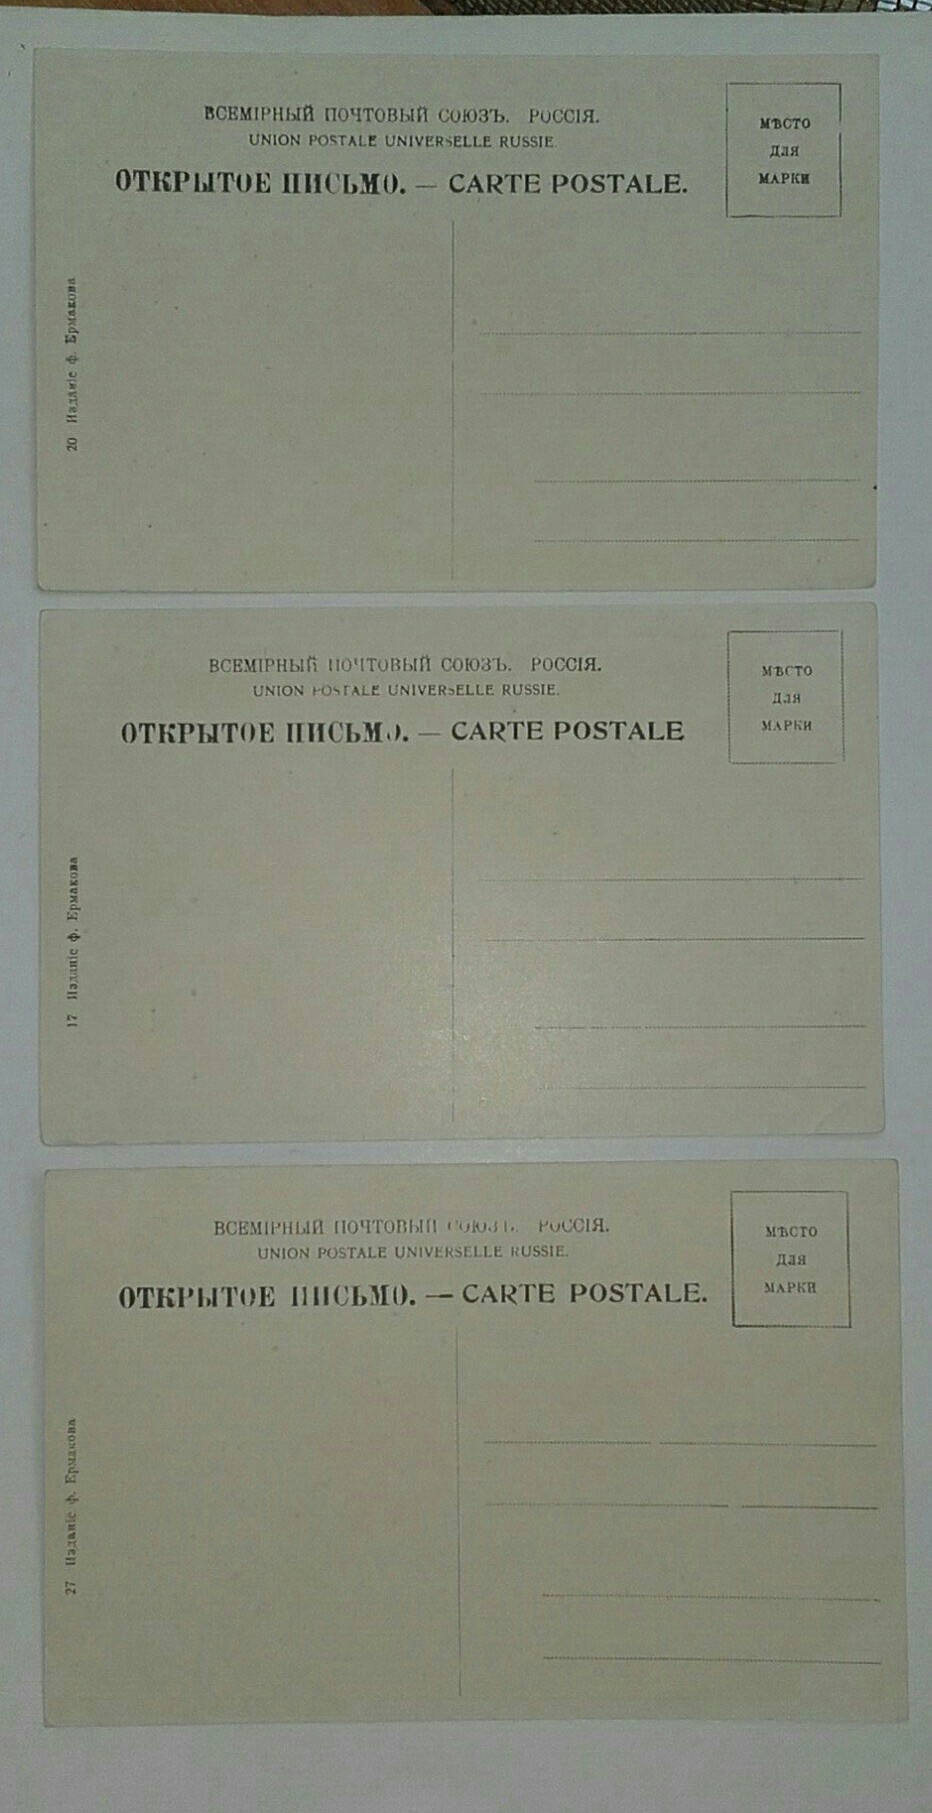 ВСЕМІРНЫЙ ПОЧТОВЫЙ СОЮЗЪ. РОССІЯ.
UNION POSTALE UNIVERSELLE RUSSIE.
ОТКРЫТОЕ ПИСЬМО. — CARTE POSTALE.
МѢСТО
ДЛЯ
МАРКИ
20 Изданіе ф. Ермакова
ВСЕМІРНЫЙ ПОЧТОВЫЙ СОЮЗЪ. РОССІЯ.
UNION POSTALE UNIVERSELLE RUSSIE.
ОТКРЫТОЕ ПИСЬМО. — CARTE POSTALE
МѢСТО
ДЛЯ
МАРКИ
17 Изданіе ф. Ермакова
ВСЕМІРНЫЙ ПОЧТОВЫЙ СОЮЗЪ. РОССІЯ.
UNION POSTALE UNIVERSELLE RUSSIE.
ОТКРЫТОЕ ПИСЬМО. — CARTE POSTALE.
МѢСТО
ДЛЯ
МАРКИ
27 Изданіе ф. Ермакова